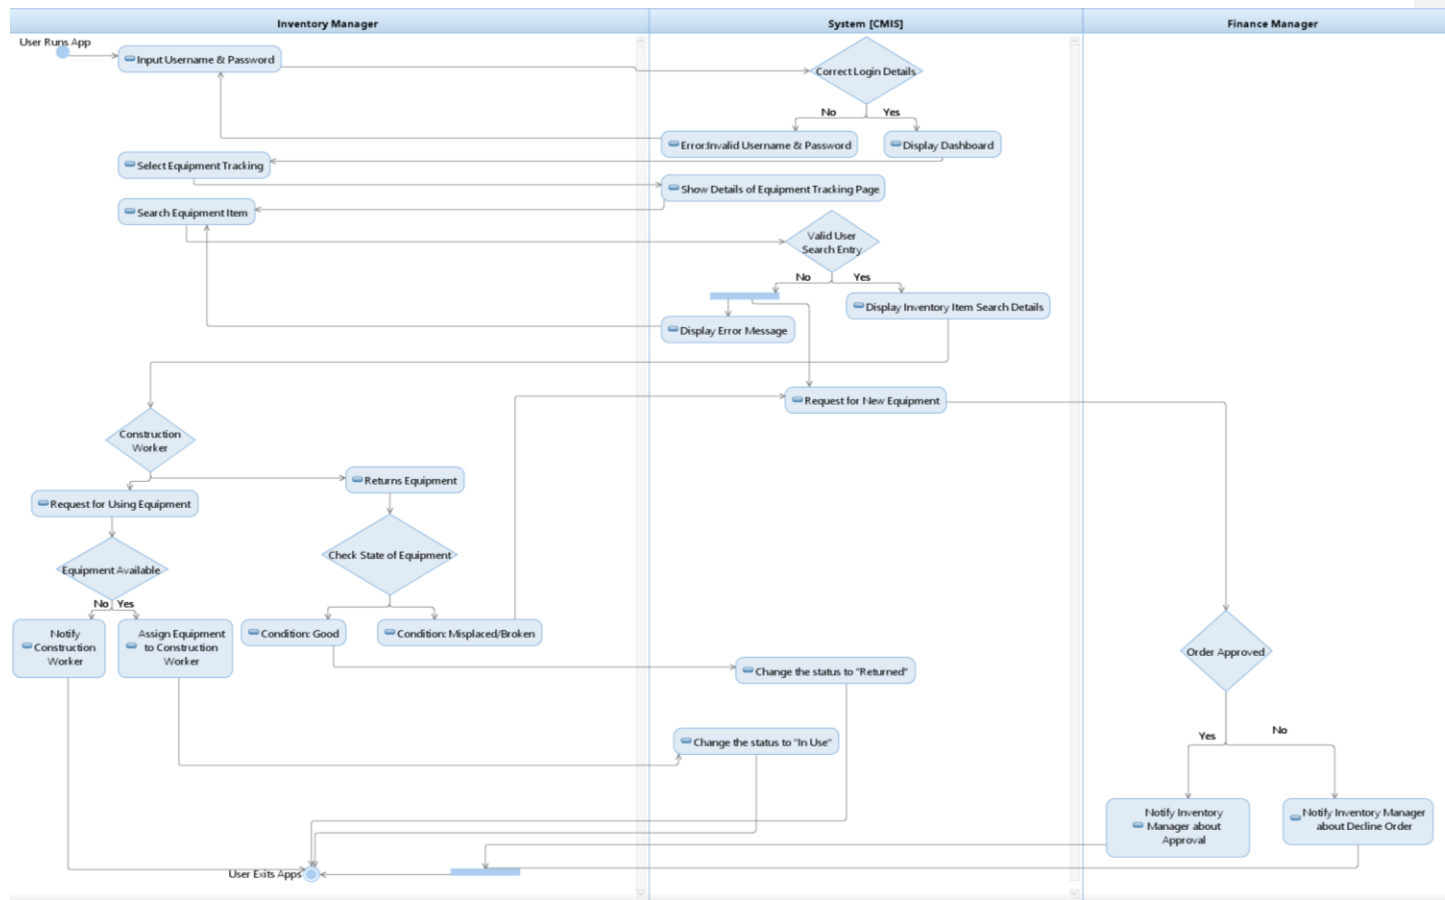 Inventory Manager
System [CMIS]
Finance Manager
User Runs App
Input Username & Password
Correct Login Details
No
Yes
Error:Invalid Username & Password
Display Dashboard
Select Equipment Tracking
Show Details of Equipment Tracking Page
Search Equipment Item
Valid User
Search Entry
No
Yes
Display Inventory Item Search Details
Display Error Message
Request for New Equipment
Construction
Worker
Returns Equipment
Request for Using Equipment
Check State of Equipment
Equipment Available
No
Yes
Notify
Construction
Worker
Assign Equipment
to Construction
Worker
Condition: Good
Condition: Misplaced/Broken
Order Approved
Change the status to "Returned"
Yes
No
Change the status to "In Use"
Notify Inventory
Manager about
Approval
Notify Inventory Manager
about Decline Order
User Exits Apps